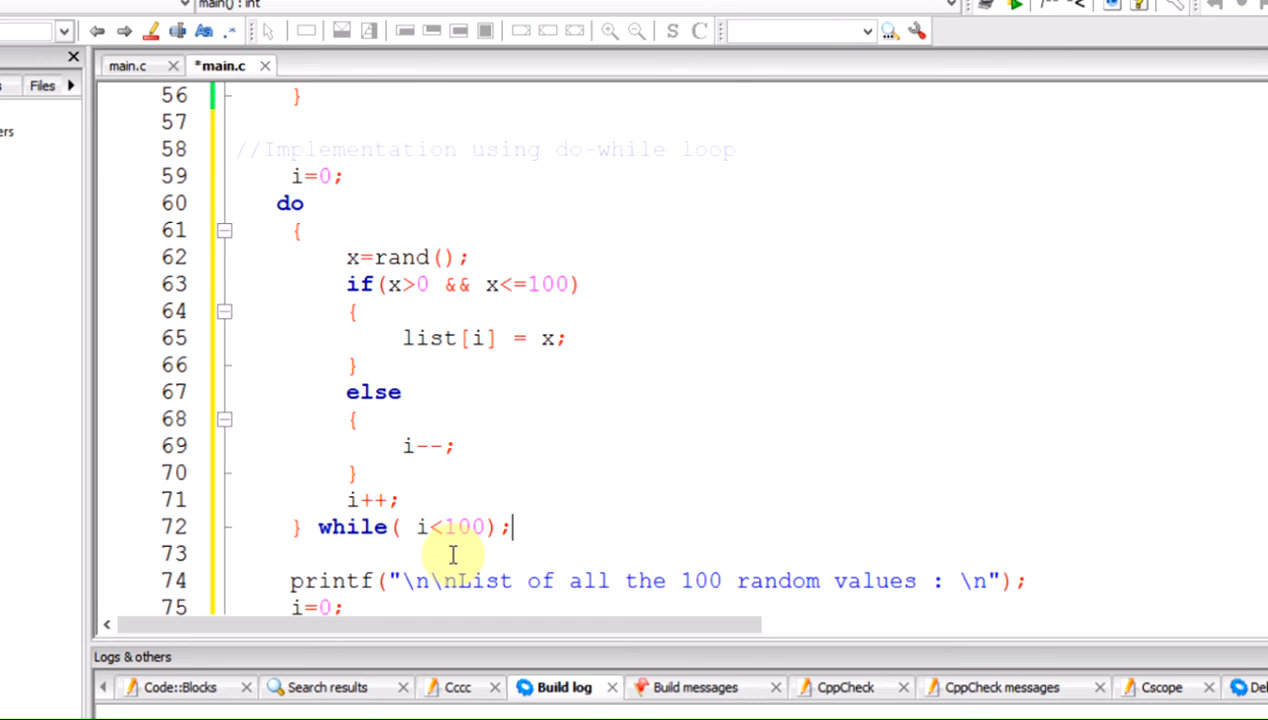 main() : int
main.c
*main.c
Files
ers
56 }
57
58 //Implementation using do-while loop
59 i=0;
60 do
61 {
62 x=rand();
63 if(x>0 && x<=100)
64 {
65 list[i] = x;
66 }
67 else
68 {
69 i--;
70 }
71 i++;
72 } while( i<100);
73
74 printf("\n\nList of all the 100 random values : \n");
75 i=0;
Logs & others
Code::Blocks Search results Cccc Build log Build messages CppCheck CppCheck messages Cscope